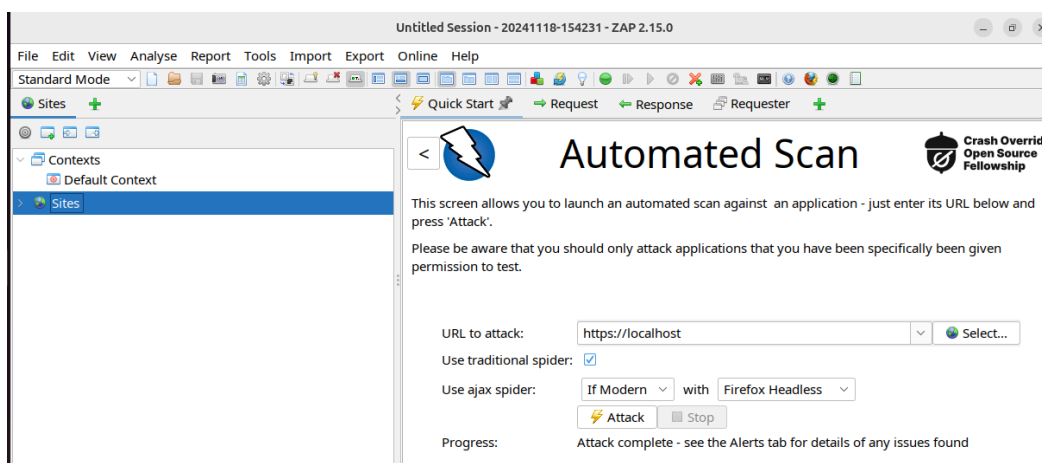 Untitled Session - 20241118-154231 - ZAP 2.15.0
File Edit View Analyse Report Tools Import Export Online Help
Standard Mode
Sites
Quick Start
Request
Response
Requester
<
Automated Scan
Open Source
Fellowship
Contexts
Default Context
Sites
This screen allows you to launch an automated scan against an application - just enter its URL below and
press 'Attack'.
Please be aware that you should only attack applications that you have been specifically been given
permission to test.
URL to attack: https://localhost Select...
Use traditional spider:
Use ajax spider: If Modern with Firefox Headless
Attack Stop
Progress: Attack complete - see the Alerts tab for details of any issues found